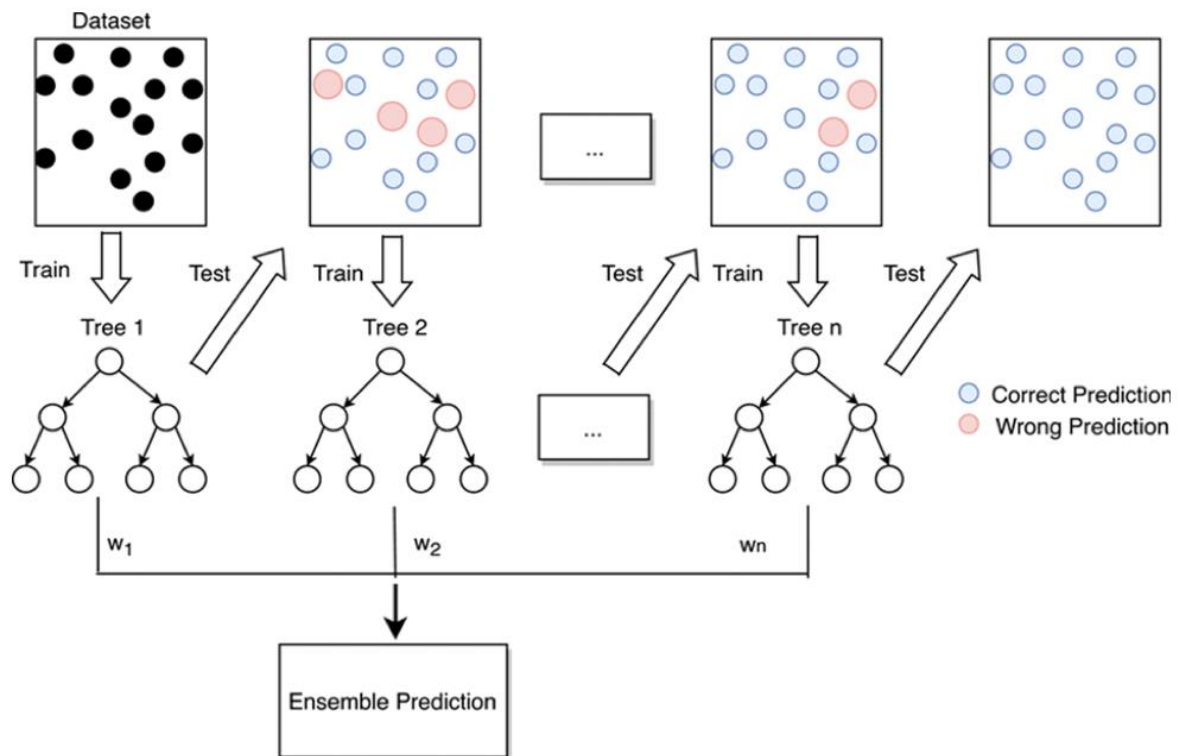 Dataset
...
Train
Test
Train
Test
Train
Test
Tree 1
Tree 2
Tree n
Correct Prediction
Wrong Prediction
...
w1
w2
wn
Ensemble Prediction